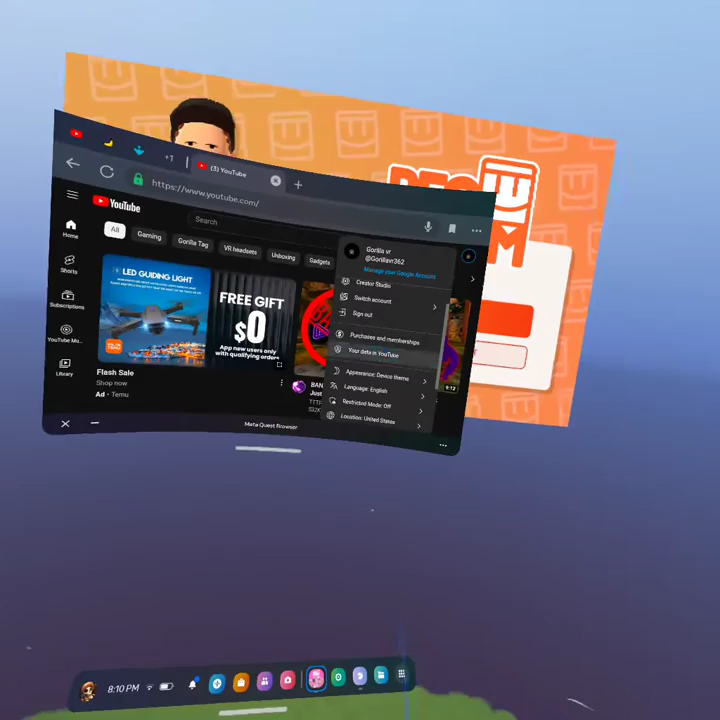 +1
(3) YouTube
https://www.youtube.com/
YouTube
Search
All
Gaming
Gorilla Tag
VR headsets
Unboxing
Gadgets
Home
Shorts
Subscriptions
YouTube Mu...
Library
LED GUIDING LIGHT
FREE GIFT
$0
App new users only
with qualifying orders
Flash Sale
Shop now
Ad • Temu
BAN
Just
Gorilla vr
@Gorillavr362
Manage your Google Account
Creator Studio
Switch account
Sign out
Purchases and memberships
Your data in YouTube
Appearance: Device theme
Language: English
Restricted Mode: Off
Location: United States
Meta Quest Browser
8:10 PM